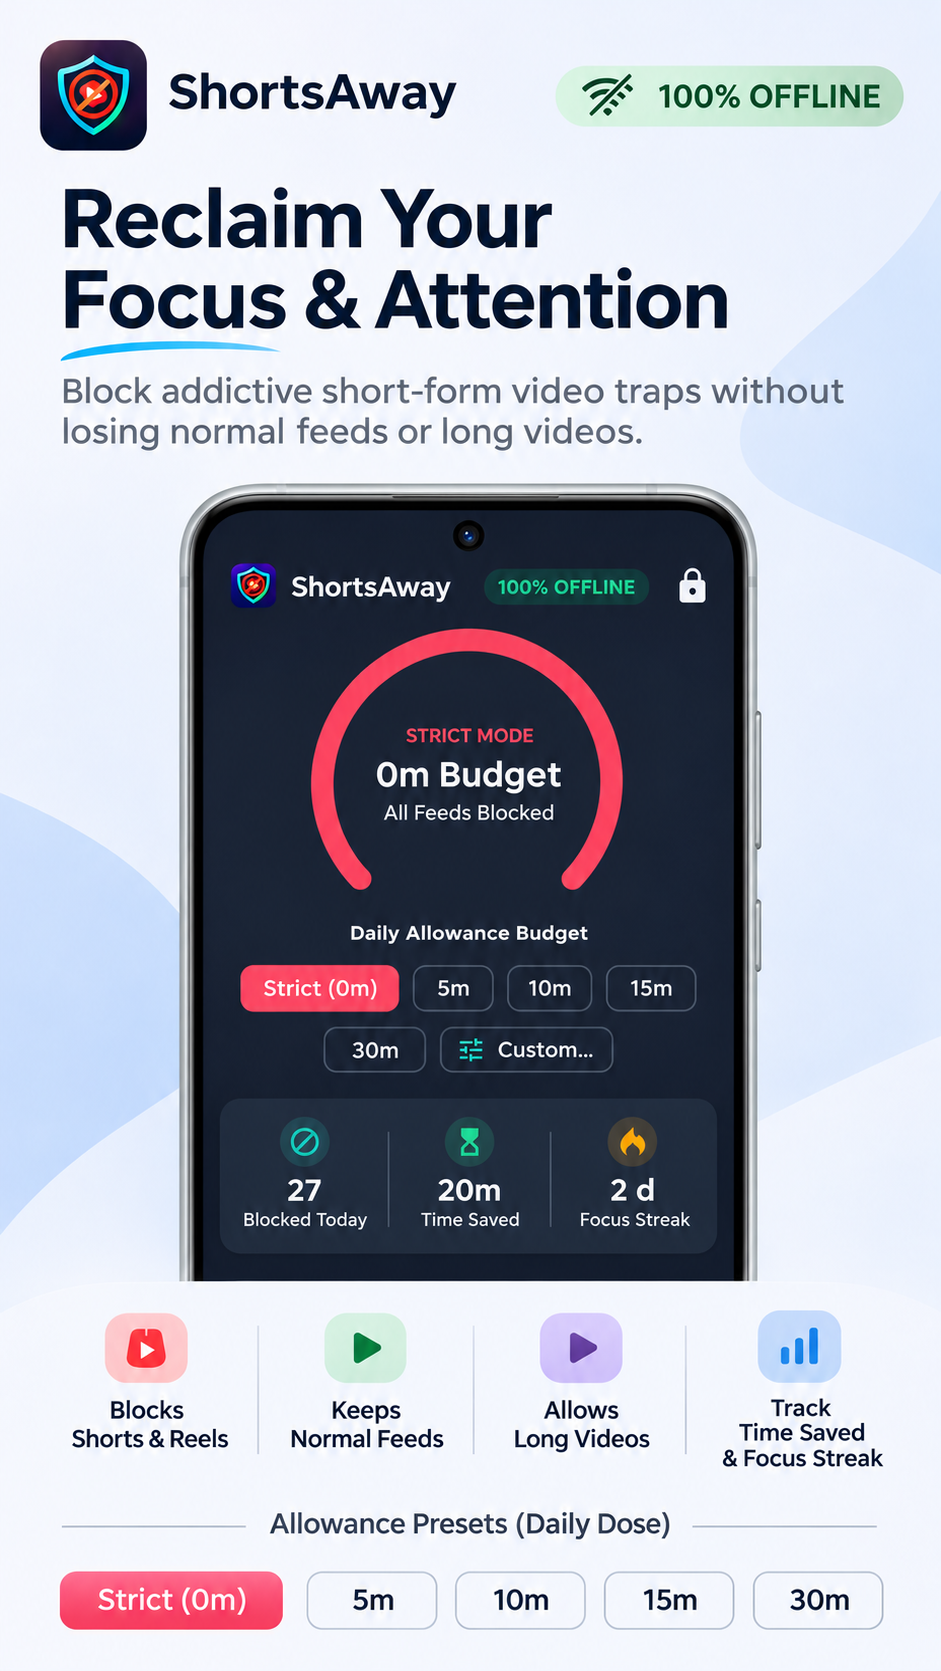 ShortsAway
100% OFFLINE
Reclaim Your
Focus & Attention
Block addictive short-form video traps without
losing normal feeds or long videos.
ShortsAway
100% OFFLINE
STRICT MODE
0m Budget
All Feeds Blocked
Daily Allowance Budget
Strict (0m)
5m
10m
15m
30m
Custom...
27
Blocked Today
20m
Time Saved
2 d
Focus Streak
Blocks
Shorts & Reels
Keeps
Normal Feeds
Allows
Long Videos
Track
Time Saved
& Focus Streak
Allowance Presets (Daily Dose)
Strict (0m)
5m
10m
15m
30m